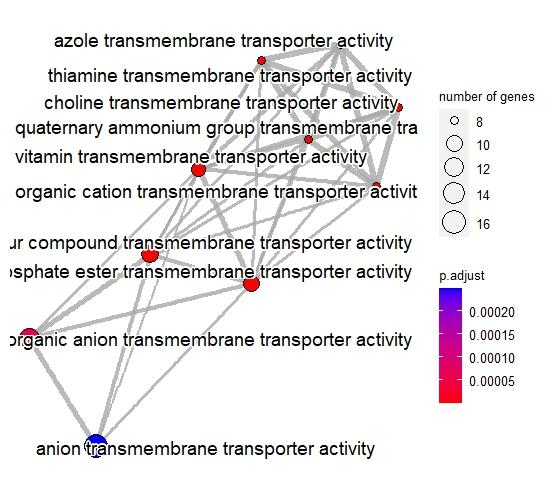 azole transmembrane transporter activity
thiamine transmembrane transporter activity
choline transmembrane transporter activity
quaternary ammonium group transmembrane tra
vitamin transmembrane transporter activity
organic cation transmembrane transporter activit
ur compound transmembrane transporter activity
osphate ester transmembrane transporter activity
organic anion transmembrane transporter activity
anion transmembrane transporter activity
number of genes
8
10
12
14
16
p.adjust
0.00020
0.00015
0.00010
0.00005